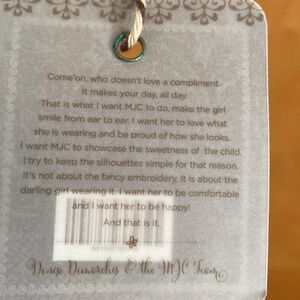 Come'on, who doesn't love a compliment.
It makes your day, all day.
That is what I want MJC to do, make the girl
smile from ear to ear. I want her to love what
she is wearing and be proud of how she looks.
I want MJC to showcase the sweetness of the child.
I try to keep the silhouettes simple for that reason.
It's not about the fancy embroidery. It is about the
darling girl wearing it. I want her to be comfortable
and I want her to be happy!
And that is it.
Denise Demarchis & the MJC Team